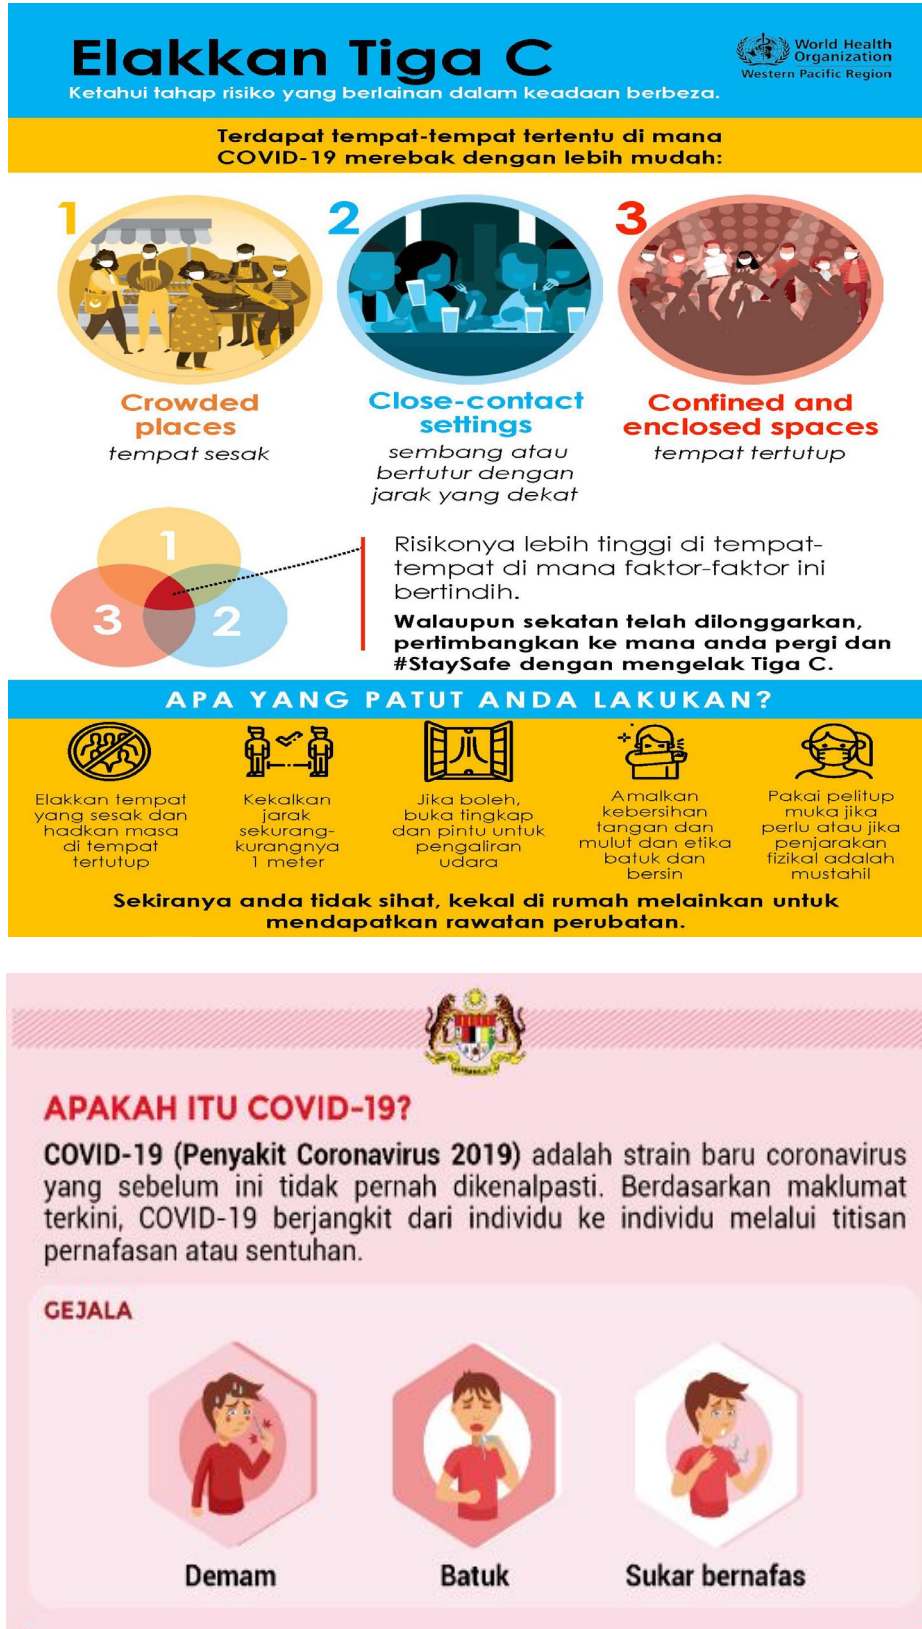 Elakkan Tiga C
Ketahui tahap risiko yang berlainan dalam keadaan berbeza.
World Health
Organization
Western Pacific Region
Terdapat tempat-tempat tertentu di mana
COVID-19 merebak dengan lebih mudah:
1
2
3
Crowded
places
tempat sesak
Close-contact
settings
sembang atau
bertutur dengan
jarak yang dekat
Confined and
enclosed spaces
tempat tertutup
1
3
2
Risikonya lebih tinggi di tempat-
tempat di mana faktor-faktor ini
bertindih.
Walaupun sekatan telah dilonggarkan,
pertimbangkan ke mana anda pergi dan
#StaySafe dengan mengelak Tiga C.
APA YANG PATUT ANDA LAKUKAN?
Elakkan tempat
yang sesak dan
hadkan masa
di tempat
tertutup
Kekalkan
jarak
sekurang-
kurangnya
1 meter
Jika boleh,
buka tingkap
dan pintu untuk
pengaliran
udara
Amalkan
kebersihan
tangan dan
mulut dan etika
batuk dan
bersin
Pakai pelitup
muka jika
perlu atau jika
penjarakan
fizikal adalah
mustahil
Sekiranya anda tidak sihat, kekal di rumah melainkan untuk
mendapatkan rawatan perubatan.
APAKAH ITU COVID-19?
COVID-19 (Penyakit Coronavirus 2019) adalah strain baru coronavirus
yang sebelum ini tidak pernah dikenalpasti. Berdasarkan maklumat
terkini, COVID-19 berjangkit dari individu ke individu melalui titisan
pernafasan atau sentuhan.
GEJALA
Demam
Batuk
Sukar bernafas